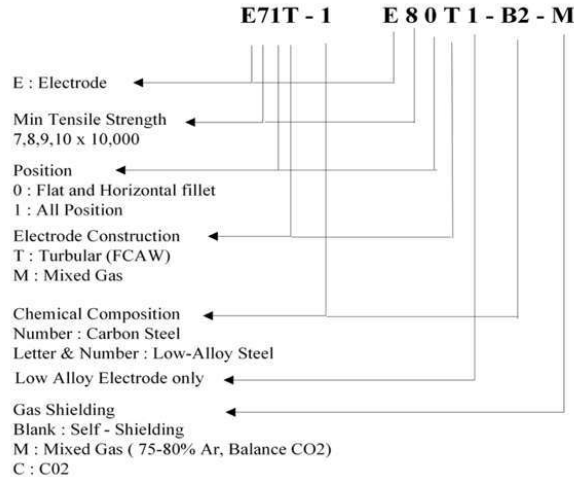 E71T - 1 E 8 0 T 1 - B2 - M
E : Electrode
Min Tensile Strength
7,8,9,10 x 10,000
Position
0 : Flat and Horizontal fillet
1 : All Position
Electrode Construction
T : Turbular (FCAW)
M : Mixed Gas
Chemical Composition
Number : Carbon Steel
Letter & Number : Low-Alloy Steel
Low Alloy Electrode only
Gas Shielding
Blank : Self - Shielding
M : Mixed Gas ( 75-80% Ar, Balance CO2)
C : C02